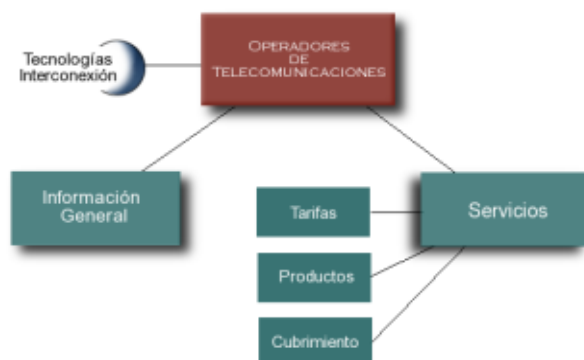 Tecnologías
Interconexión
OPERADORES
DE
TELECOMUNICACIONES
Información
General
Tarifas
Servicios
Productos
Cubrimiento